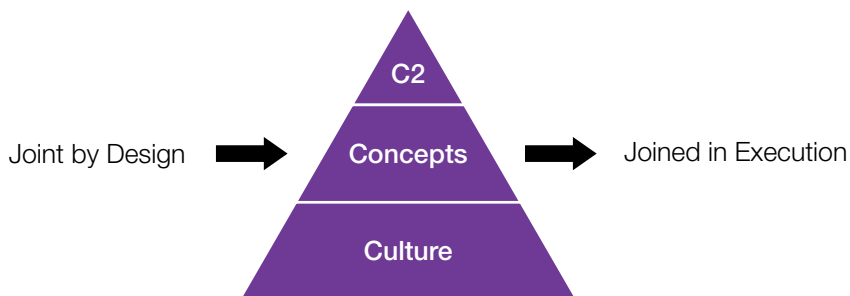 C2
Joint by Design
Concepts
Joined in Execution
Culture